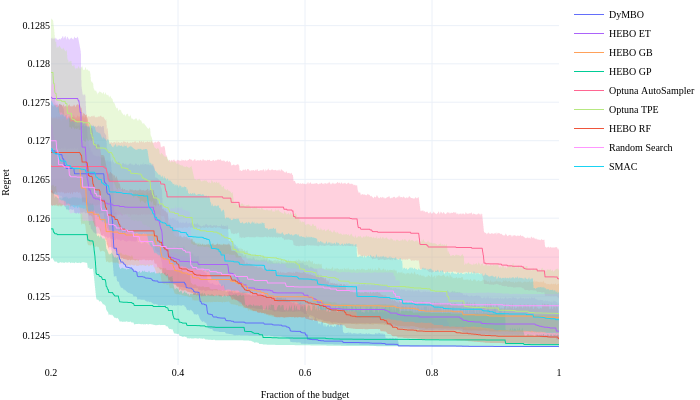 0.1285
0.128
0.1275
0.127
0.1265
0.126
0.1255
0.125
0.1245
Regret
0.2
0.4
0.6
0.8
1
Fraction of the budget
DyMBO
HEBO ET
HEBO GB
HEBO GP
Optuna AutoSampler
Optuna TPE
HEBO RF
Random Search
SMAC